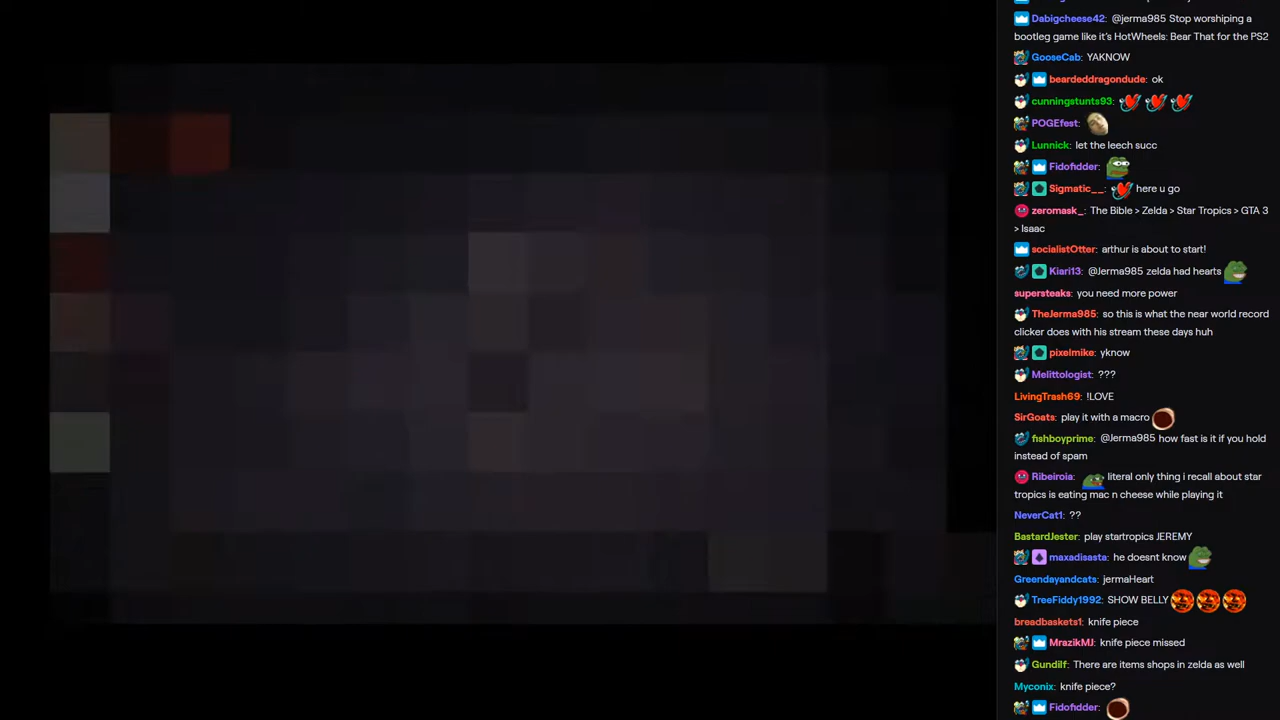 Dabigcheese42: @jerma985 Stop worshiping a
bootleg game like it's HotWheels: Bear That for the PS2
GooseCab: YAKNOW
beardeddragondude: ok
cunningstunts93:
POGEfest:
Lunnick: let the leech succ
Fidofidder:
Sigmatic__: here u go
zeromask_: The Bible > Zelda > Star Tropics > GTA 3
> Isaac
socialistOtter: arthur is about to start!
Kiari13: @Jerma985 zelda had hearts
supersteaks: you need more power
TheJerma985: so this is what the near world record
clicker does with his stream these days huh
pixelmike: yknow
Melittologist: ???
LivingTrash69: !LOVE
SirGoats: play it with a macro
fishboyprime: @Jerma985 how fast is it if you hold
instead of spam
Ribeiroia: literal only thing i recall about star
tropics is eating mac n cheese while playing it
NeverCat1: ??
BastardJester: play startropics JEREMY
maxadisasta: he doesnt know
Greendayandcats: jermaHeart
TreeFiddy1992: SHOW BELLY
breadbaskets1: knife piece
MrazikMJ: knife piece missed
Gundilf: There are items shops in zelda as well
Myconix: knife piece?
Fidofidder: